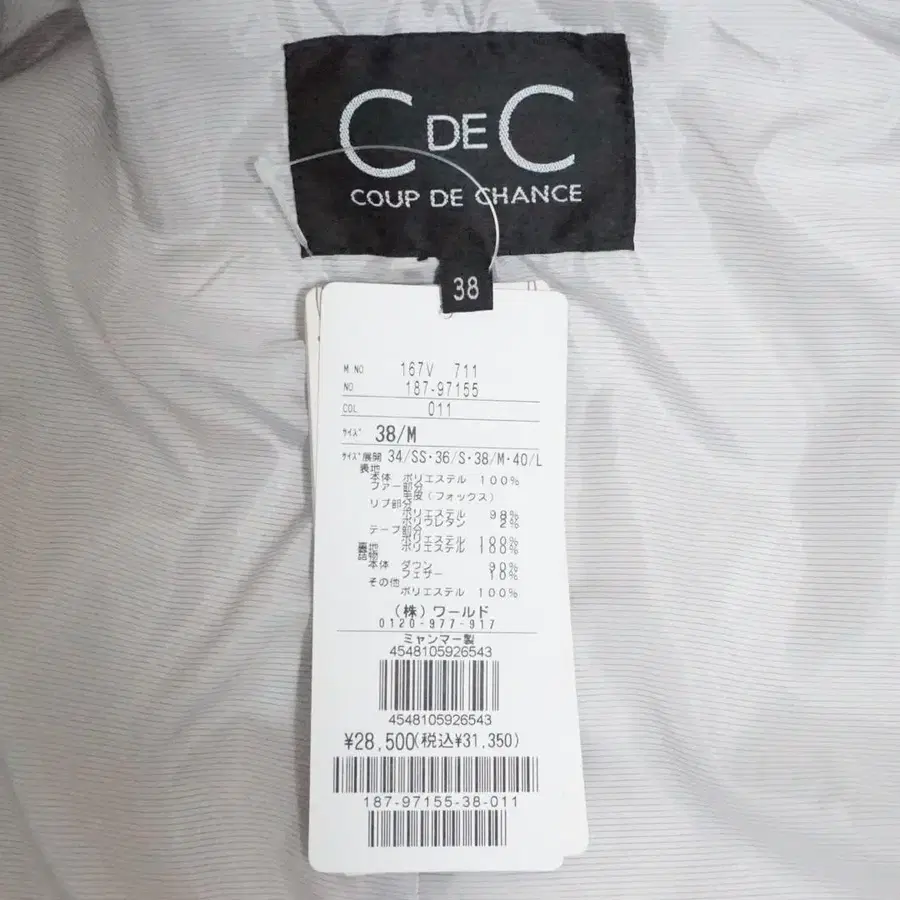 C DE C
COUP DE CHANCE
38
M NO 167V 711
NO 187-97155
COL 011
サイズ 38/M
サイズ展開 34/SS・36/S・38/M・40/L
表地
本体 ポリエステル 100%
ファー部分
毛皮(フォックス)
リブ部分
ポリエステル 98%
ポリウレタン 2%
テープ部分
ポリエステル 100%
裏地 ポリエステル 100%
詰物
本体 ダウン 90%
フェザー 10%
その他
ポリエステル 100%
(株)ワールド
0120-977-917
ミャンマー製
4548105926543
4548105926543
¥28,500(税込¥31,350)
187-97155-38-011